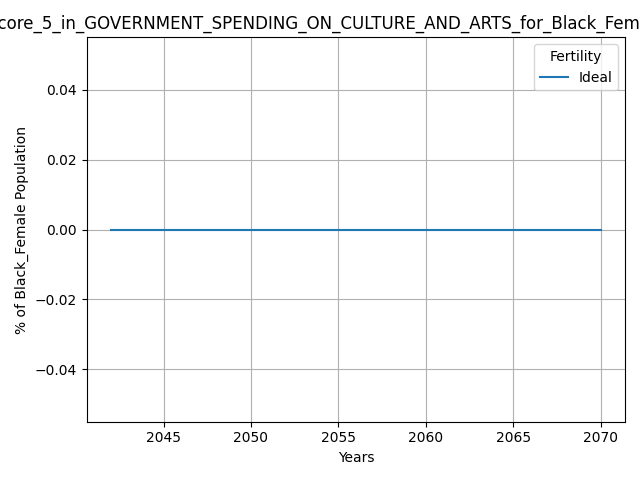 core_5_in_GOVERNMENT_SPENDING_ON_CULTURE_AND_ARTS_for_Black_Fem
Fertility
Ideal
0.04
0.02
0.00
−0.02
−0.04
% of Black_Female Population
2045 2050 2055 2060 2065 2070
Years